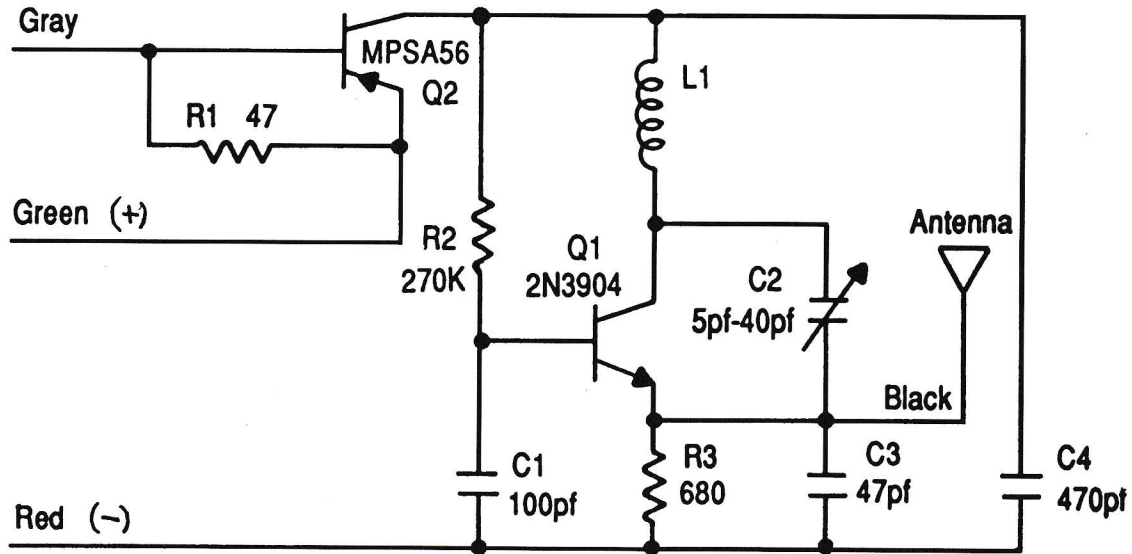 Gray
MPSA56
Q2
R1 47
Green (+)
L1
R2
270K
Q1
2N3904
C2
5pf-40pf
Antenna
Black
C1
100pf
R3
680
C3
47pf
C4
470pf
Red (-)